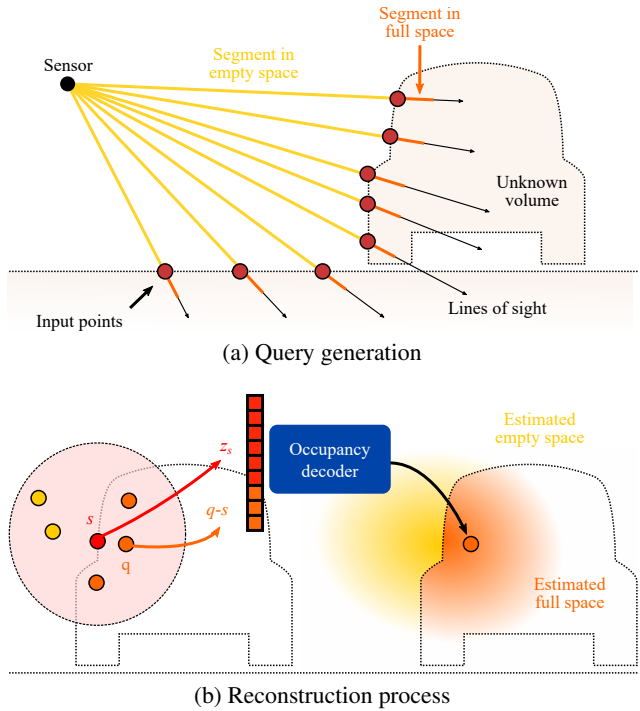 Segment in
full space
Segment in
empty space
Sensor
Unknown
volume
Input points
Lines of sight
(a) Query generation
z_s
Occupancy
decoder
Estimated
empty space
s
q-s
q
Estimated
full space
(b) Reconstruction process